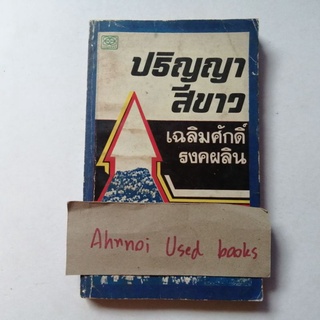 ปริญญา
สีขาว
เฉลิมศักดิ์
รงคผลิน
Ahnnoi Used books